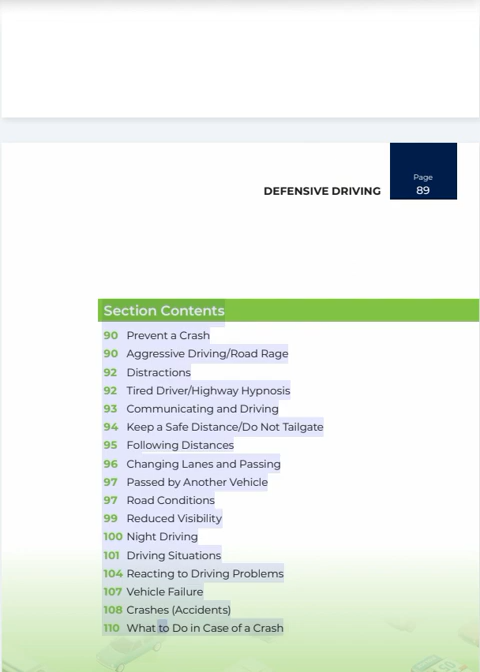 Page
DEFENSIVE DRIVING
89
Section Contents
90 Prevent a Crash
90 Aggressive Driving/Road Rage
92 Distractions
92 Tired Driver/Highway Hypnosis
93 Communicating and Driving
94 Keep a Safe Distance/Do Not Tailgate
95 Following Distances
96 Changing Lanes and Passing
97 Passed by Another Vehicle
97 Road Conditions
99 Reduced Visibility
100 Night Driving
101 Driving Situations
104 Reacting to Driving Problems
107 Vehicle Failure
108 Crashes (Accidents)
110 What to Do in Case of a Crash